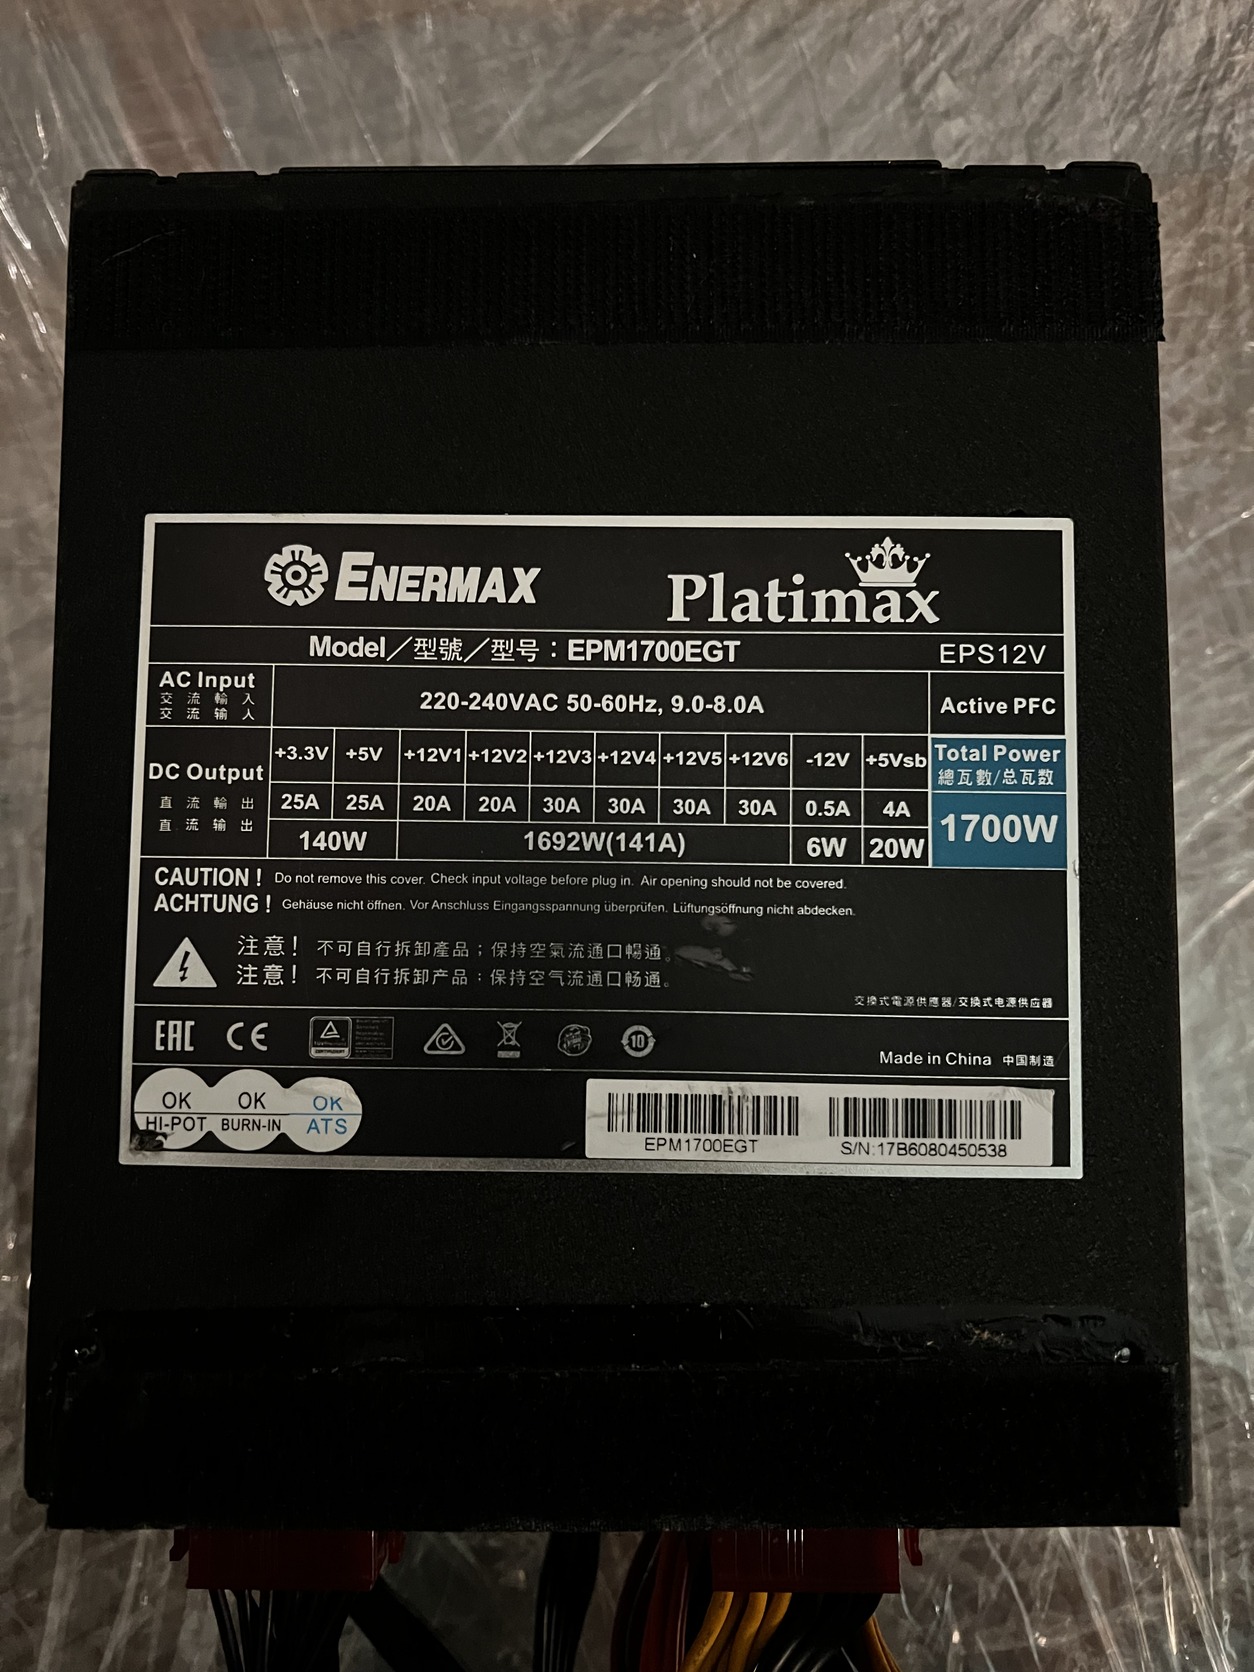 ENERMAX Platimax
Model／型號／型号：EPM1700EGT EPS12V
AC Input
交流輸入
交流输入
220-240VAC 50-60Hz, 9.0-8.0A
Active PFC
DC Output
直流輸出
直流输出
+3.3V +5V +12V1 +12V2 +12V3 +12V4 +12V5 +12V6 -12V +5Vsb
25A 25A 20A 20A 30A 30A 30A 30A 0.5A 4A
140W 1692W(141A) 6W 20W
Total Power
總瓦數/总瓦数
1700W
CAUTION ! Do not remove this cover. Check input voltage before plug in. Air opening should not be covered.
ACHTUNG ! Gehäuse nicht öffnen. Vor Anschluss Eingangsspannung überprüfen. Lüftungsöffnung nicht abdecken.
注意！不可自行拆卸產品；保持空氣流通口暢通。
注意！不可自行拆卸产品；保持空气流通口畅通。
交換式電源供應器/交換式电源供应器
EAC CE 10
Made in China 中国制造
OK HI-POT
OK BURN-IN
OK ATS
EPM1700EGT
S/N:17B6080450538